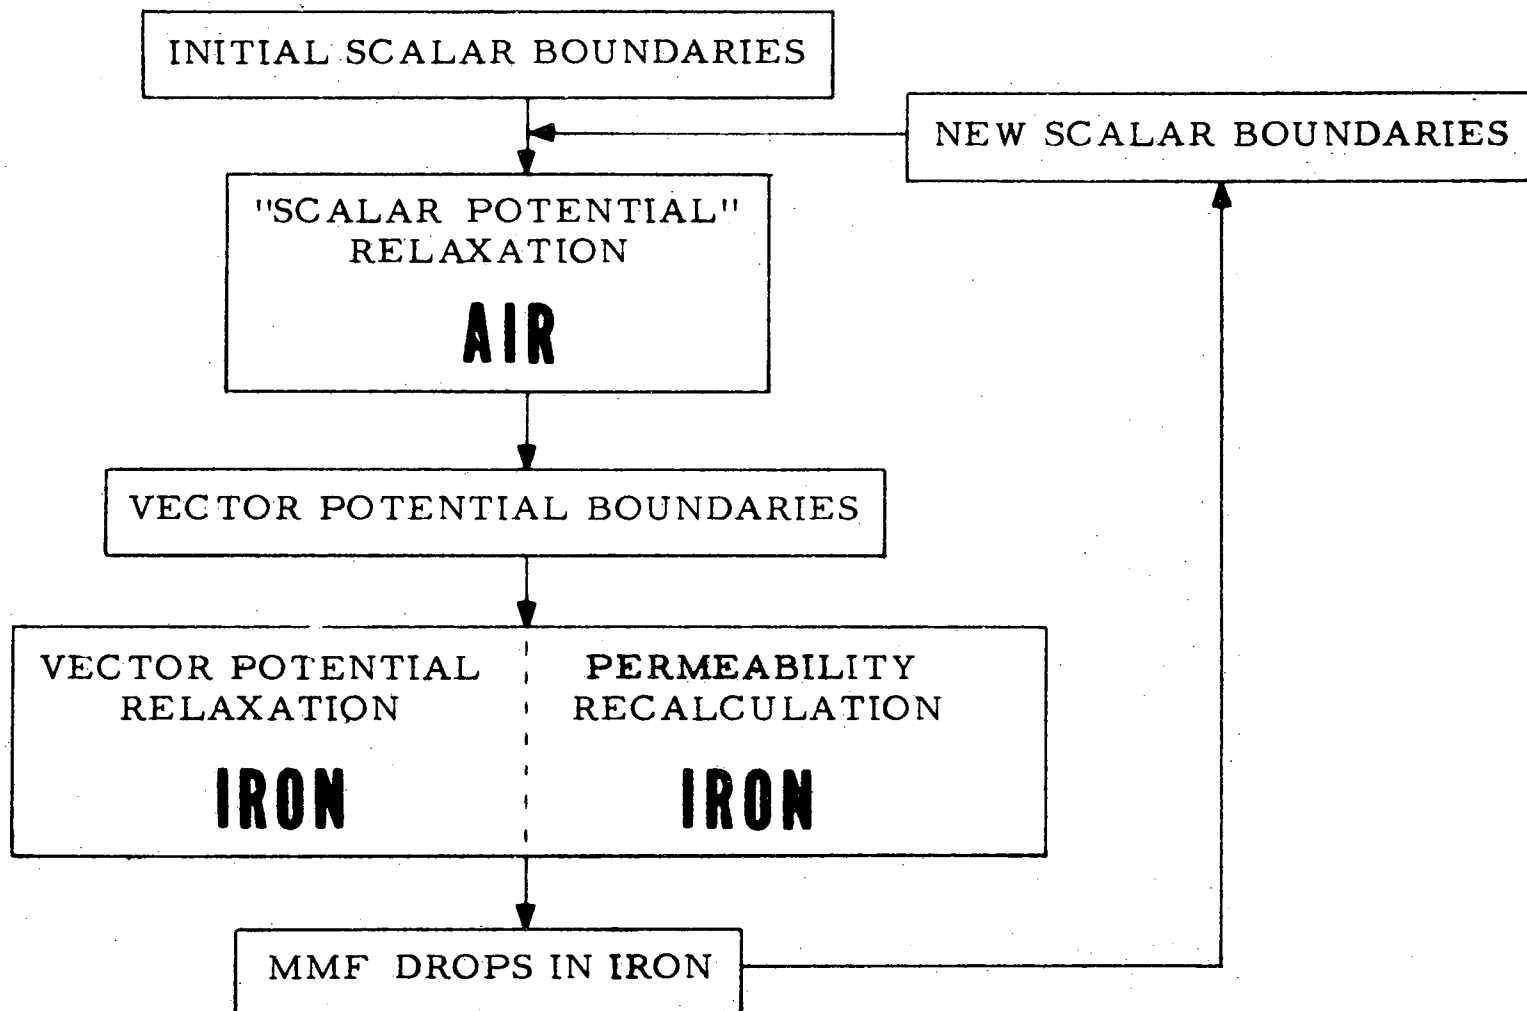 INITIAL SCALAR BOUNDARIES
NEW SCALAR BOUNDARIES
"SCALAR POTENTIAL"
RELAXATION
AIR
VECTOR POTENTIAL BOUNDARIES
VECTOR POTENTIAL
RELAXATION
IRON
PERMEABILITY
RECALCULATION
IRON
MMF DROPS IN IRON